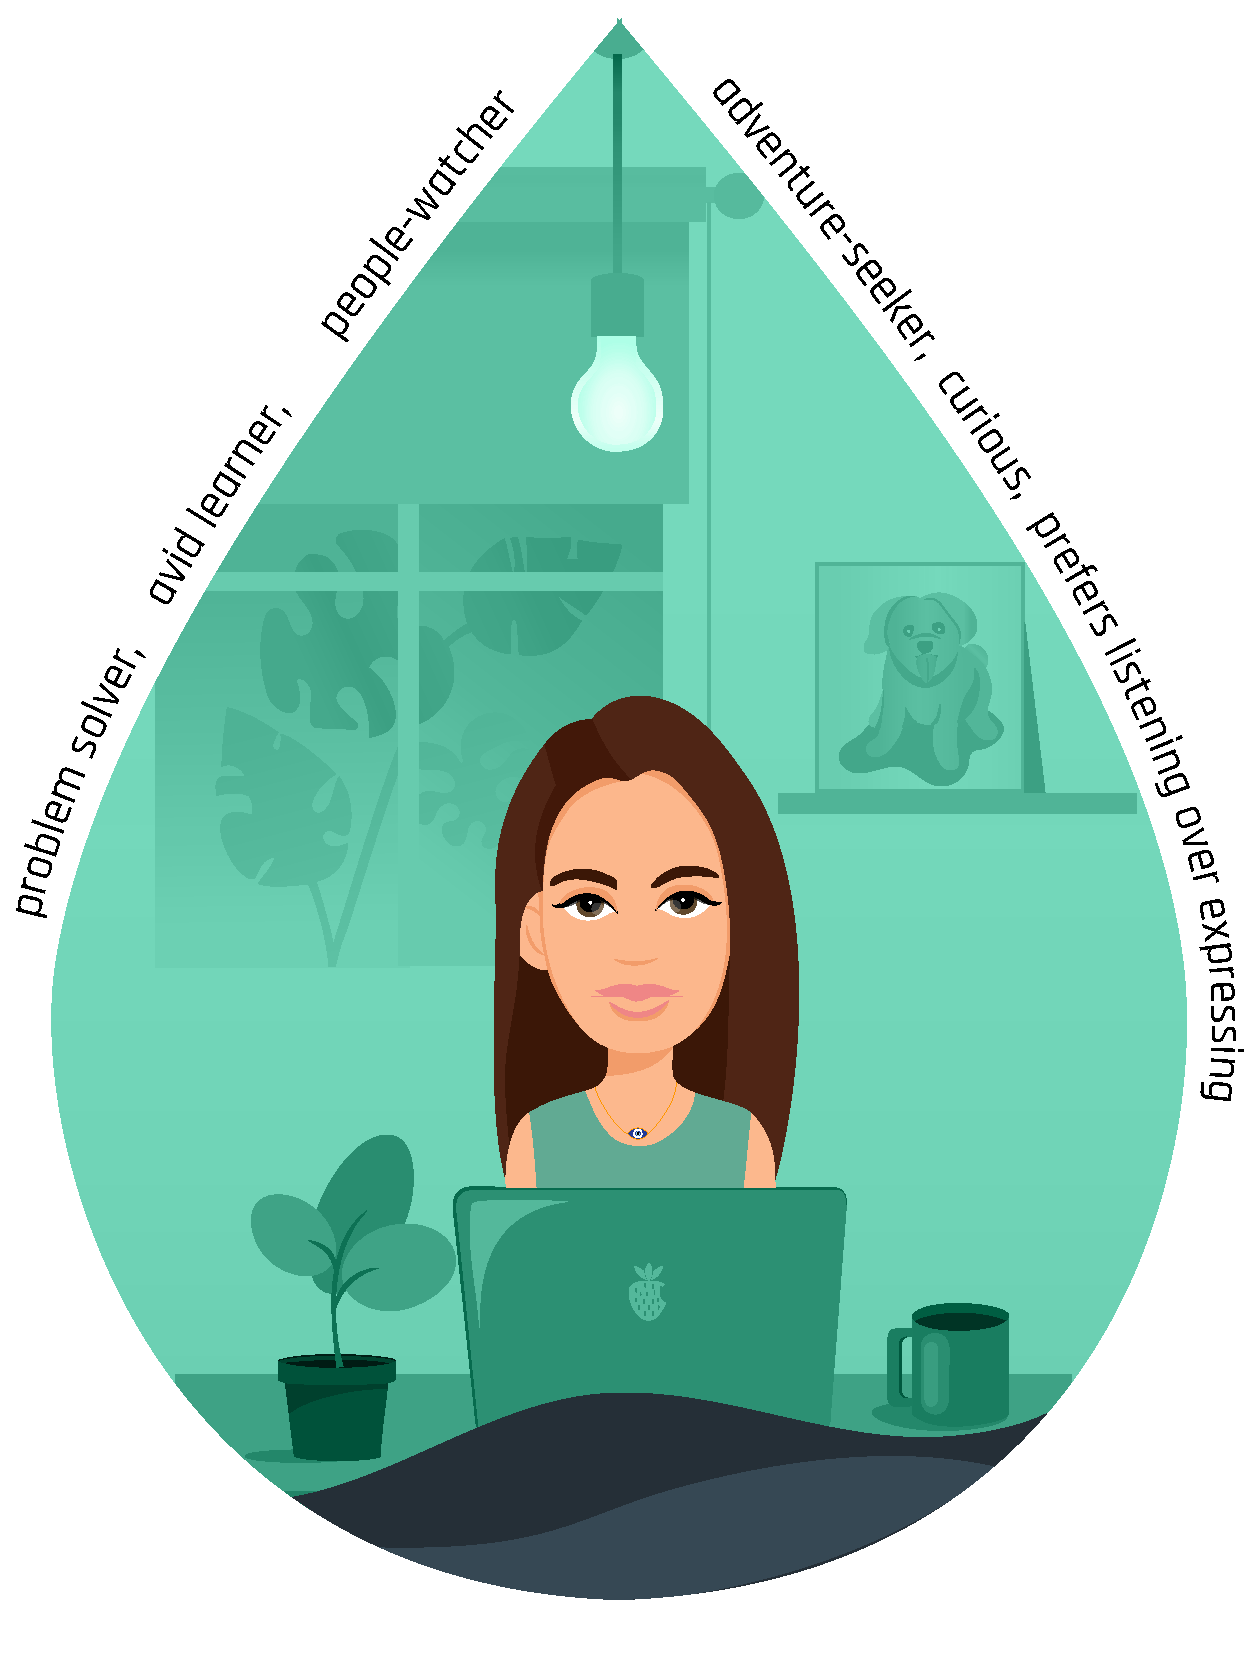 problem solver, avid learner, people-watcher
adventure-seeker, curious, prefers listening over expressing